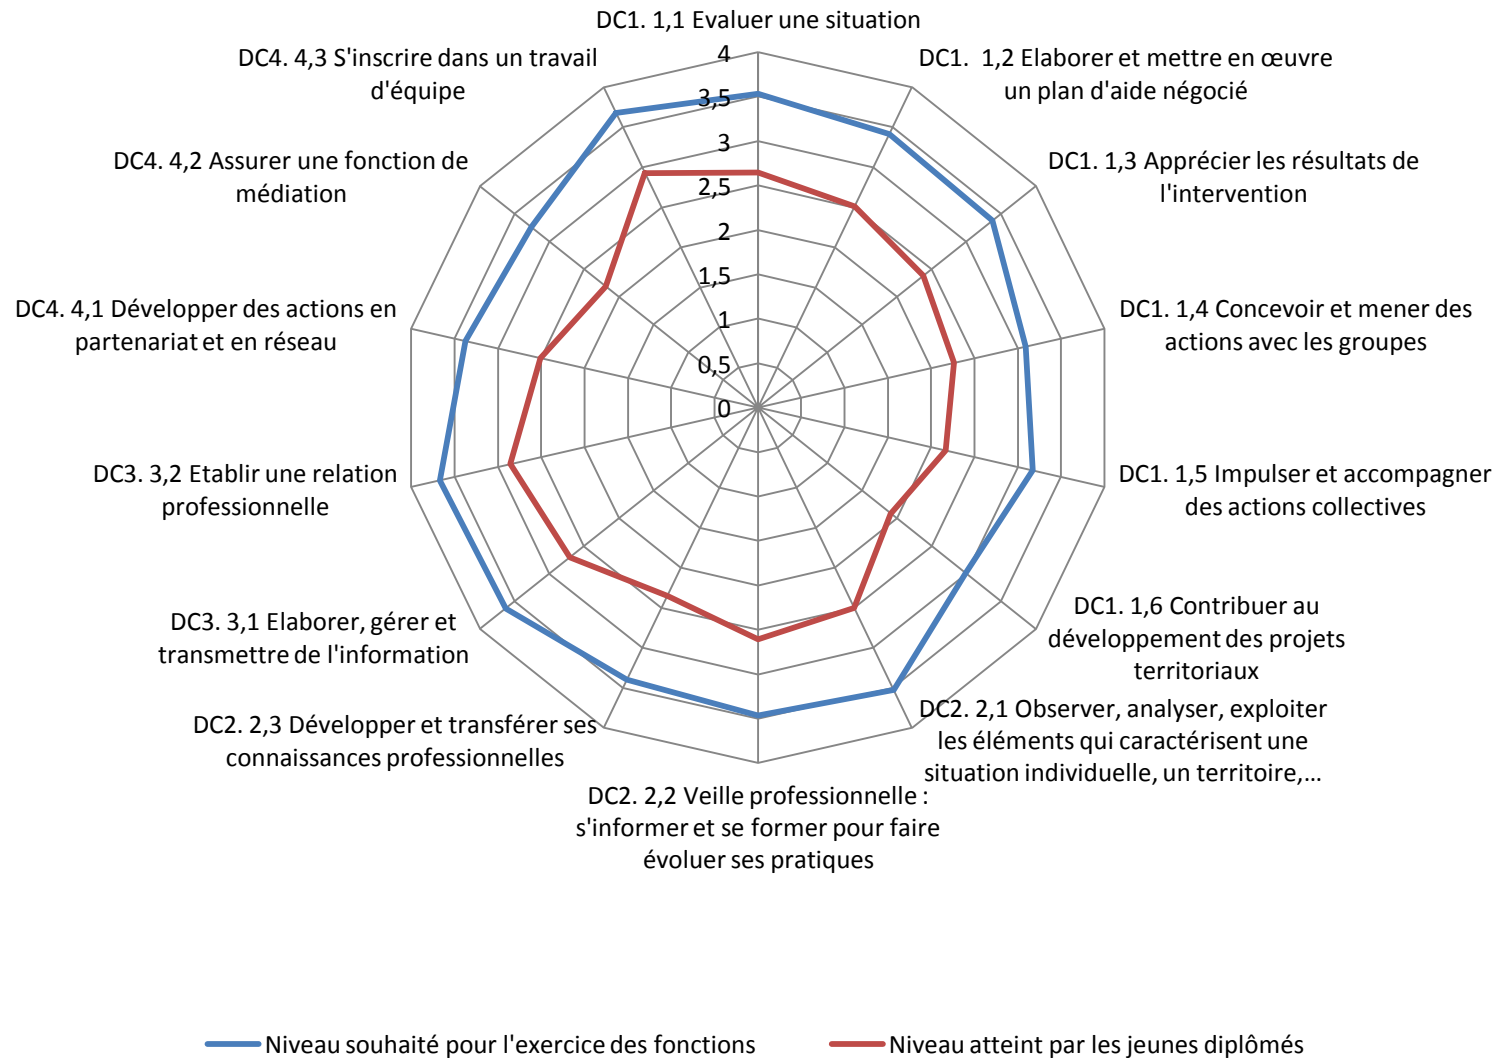 DC1. 1,1 Evaluer une situation
DC1.  1,2 Elaborer et mettre en œuvre
un plan d'aide négocié
DC1. 1,3 Apprécier les résultats de
l'intervention
DC1. 1,4 Concevoir et mener des
actions avec les groupes
DC1. 1,5 Impulser et accompagner
des actions collectives
DC1. 1,6 Contribuer au
développement des projets
territoriaux
DC2. 2,1 Observer, analyser, exploiter
les éléments qui caractérisent une
situation individuelle, un territoire,...
DC2. 2,2 Veille professionnelle :
s'informer et se former pour faire
évoluer ses pratiques
DC2. 2,3 Développer et transférer ses
connaissances professionnelles
DC3. 3,1 Elaborer, gérer et
transmettre de l'information
DC3. 3,2 Etablir une relation
professionnelle
DC4. 4,1 Développer des actions en
partenariat et en réseau
DC4. 4,2 Assurer une fonction de
médiation
DC4. 4,3 S'inscrire dans un travail
d'équipe
4
3,5
3
2,5
2
1,5
1
0,5
0
Niveau souhaité pour l'exercice des fonctions
Niveau atteint par les jeunes diplômés